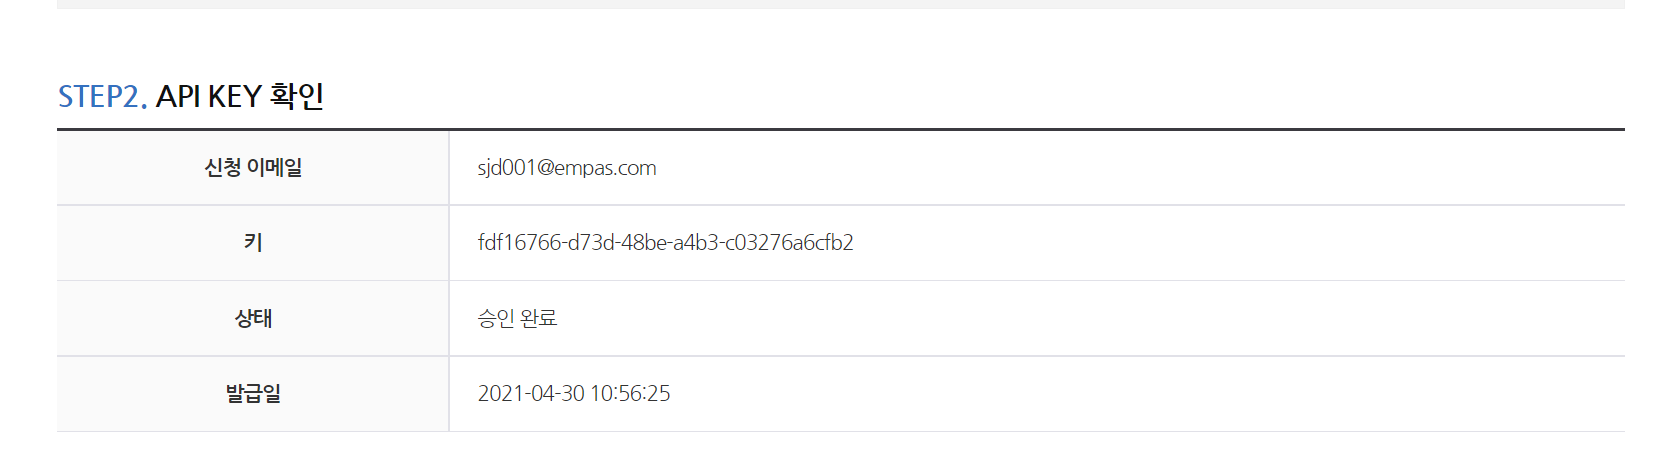 STEP2. API KEY 확인
신청 이메일 sjd001@empas.com
키 fdf16766-d73d-48be-a4b3-c03276a6cfb2
상태 승인 완료
발급일 2021-04-30 10:56:25